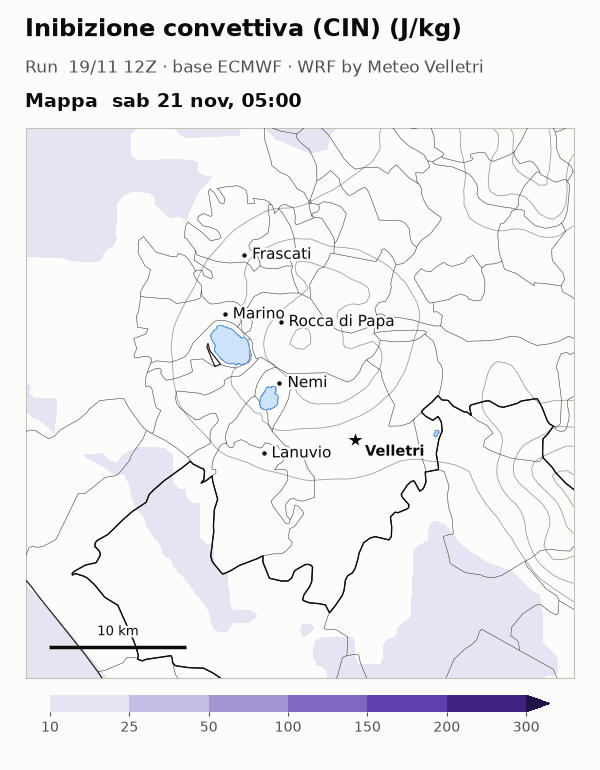 Inibizione convettiva (CIN) (J/kg)
Run  19/11 12Z · base ECMWF · WRF by Meteo Velletri
Mappa  sab 21 nov, 05:00
Frascati
Marino
Rocca di Papa
Nemi
Velletri
Lanuvio
10 km
10 25 50 100 150 200 300